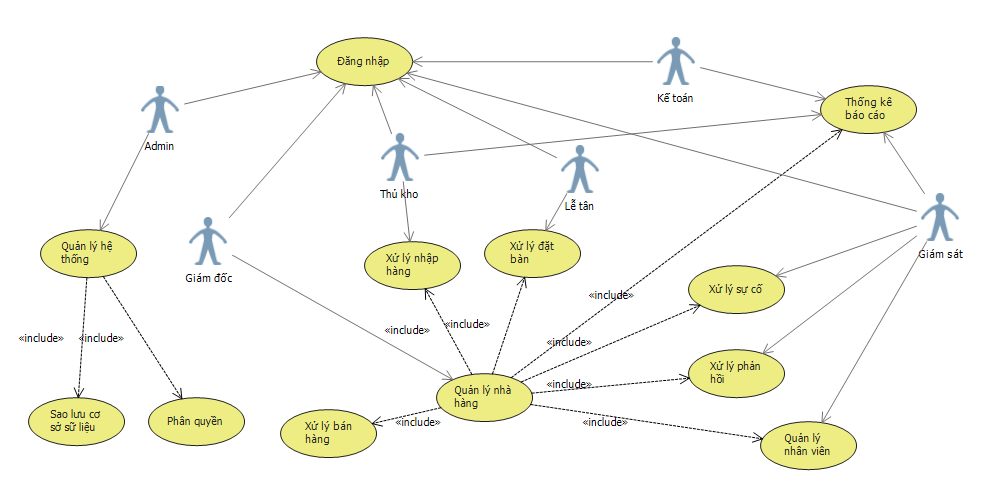 Đăng nhập
Kế toán
Thống kê
báo cáo
Admin
Thủ kho
Lễ tân
Quản lý hệ
thống
Giám đốc
Xử lý nhập
hàng
Xử lý đặt
bàn
Giám sát
Xử lý sự cố
«include»
«include»
«include»
«include»
«include»
«include»
Xử lý phản
hồi
«include»
Quản lý nhà
hàng
Sao lưu cơ
sở sữ liệu
Phân quyền
Xử lý bán
hàng
«include»
«include»
Quản lý
nhân viên